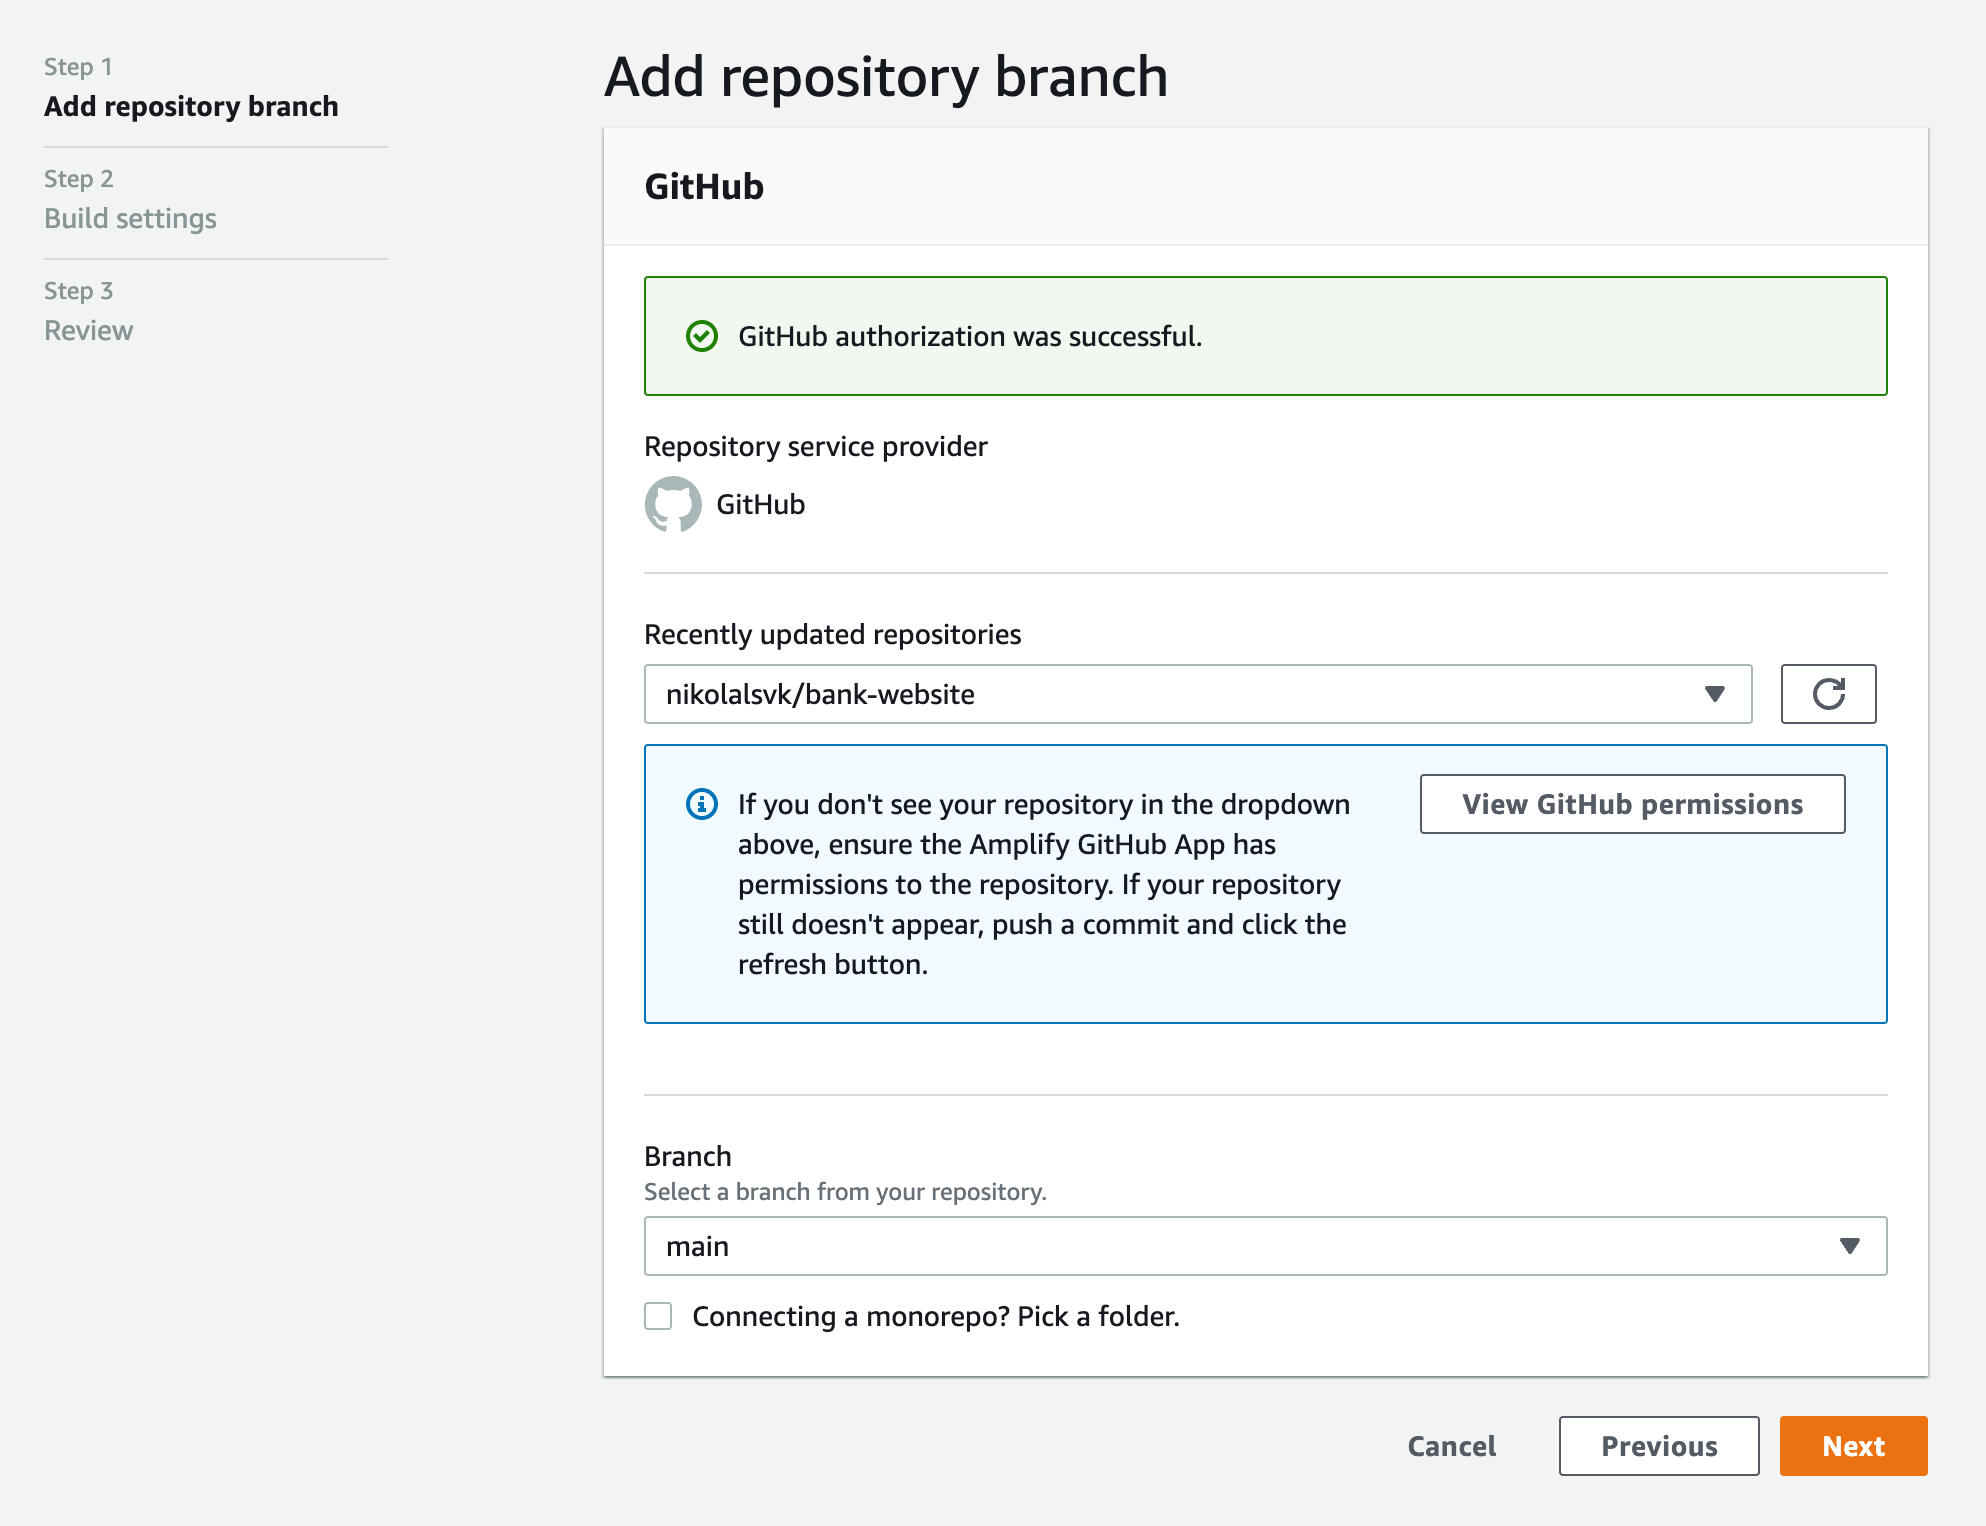 Step 1
Add repository branch
Step 2
Build settings
Step 3
Review
Add repository branch
GitHub
GitHub authorization was successful.
Repository service provider
GitHub
Recently updated repositories
nikolalsvk/bank-website
If you don't see your repository in the dropdown
above, ensure the Amplify GitHub App has
permissions to the repository. If your repository
still doesn't appear, push a commit and click the
refresh button.
View GitHub permissions
Branch
Select a branch from your repository.
main
Connecting a monorepo? Pick a folder.
Cancel
Previous
Next